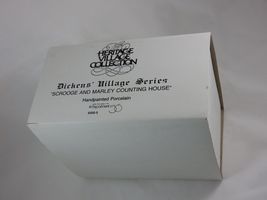 HERITAGE
VILLAGE
COLLECTION
Dickens' Village Series
"SCROOGE AND MARLEY COUNTING HOUSE"
Handpainted Porcelain